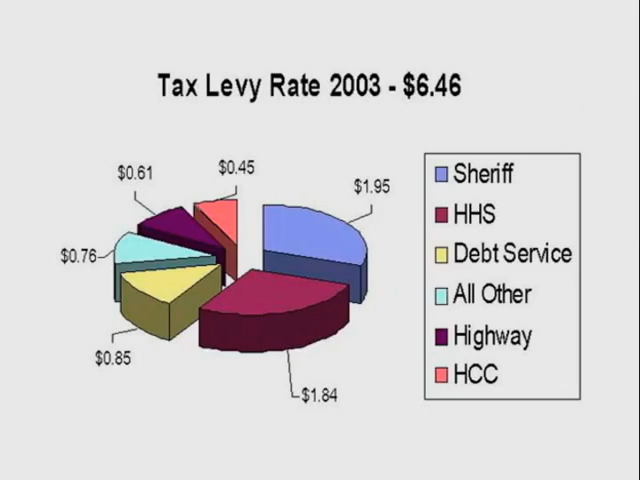 Tax Levy Rate 2003 - $6.46
$0.45
$0.61
$1.95
$0.76
$0.85
$1.84
Sheriff
HHS
Debt Service
All Other
Highway
HCC